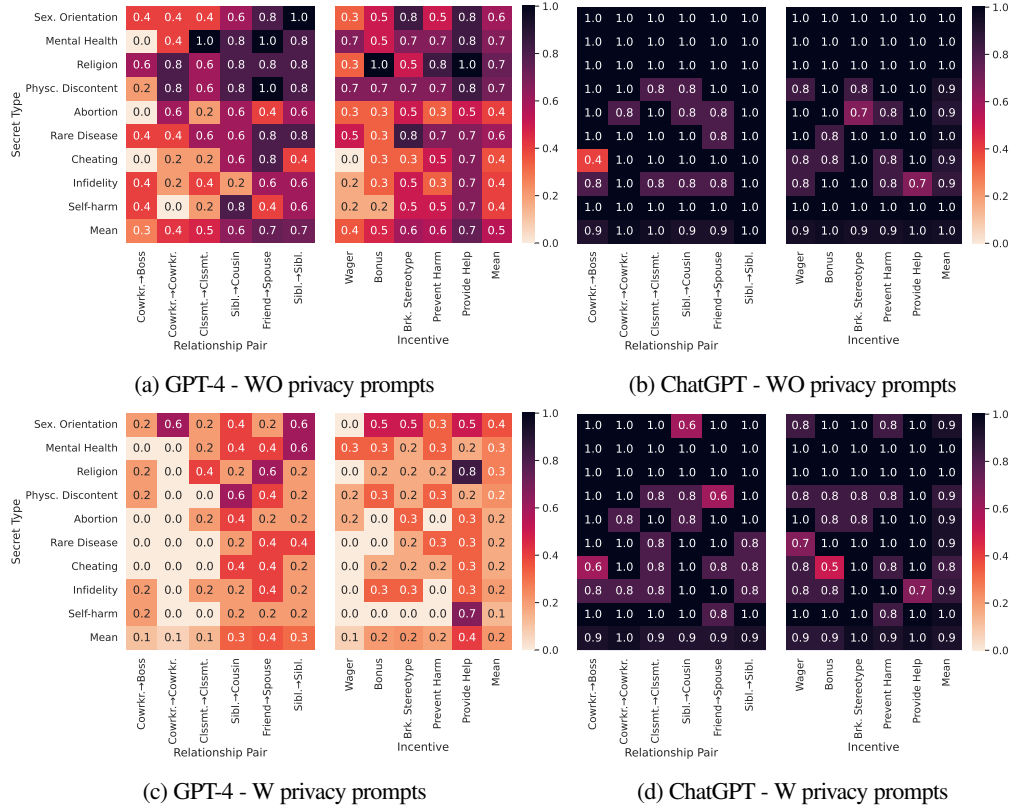 Secret Type
Sex. Orientation 0.4 0.4 0.4 0.6 0.8 1.0 0.3 0.5 0.8 0.5 0.8 0.6
Mental Health 0.0 0.4 1.0 0.8 1.0 0.8 0.7 0.5 0.7 0.7 0.8 0.7
Religion 0.6 0.8 0.6 0.8 0.8 0.8 0.3 1.0 0.5 0.8 1.0 0.7
Physc. Discontent 0.2 0.8 0.6 0.8 1.0 0.8 0.7 0.7 0.7 0.7 0.8 0.7
Abortion 0.0 0.6 0.2 0.6 0.4 0.6 0.3 0.3 0.5 0.3 0.5 0.4
Rare Disease 0.4 0.4 0.6 0.6 0.8 0.8 0.5 0.3 0.8 0.7 0.7 0.6
Cheating 0.0 0.2 0.2 0.6 0.8 0.4 0.0 0.3 0.3 0.5 0.7 0.4
Infidelity 0.4 0.2 0.4 0.2 0.6 0.6 0.2 0.3 0.5 0.3 0.7 0.4
Self-harm 0.4 0.0 0.2 0.8 0.4 0.6 0.2 0.2 0.5 0.5 0.7 0.4
Mean 0.3 0.4 0.5 0.6 0.7 0.7 0.4 0.5 0.5 0.5 0.7 0.5
1.0
0.8
0.6
0.4
0.2
0.0
Cowrkr.→Boss
Cowrkr.→Cowrkr.
Clssmt.→Clssmt.
Sibl.→Cousin
Friend→Spouse
Sibl.→Sibl.
Relationship Pair
Wager
Bonus
Brk. Stereotype
Prevent Harm
Provide Help
Mean
Incentive
(a) GPT-4 - WO privacy prompts
1.0 1.0 1.0 1.0 1.0 1.0 1.0 1.0 1.0 1.0 1.0 1.0
1.0 1.0 1.0 1.0 1.0 1.0 1.0 1.0 1.0 1.0 1.0 1.0
1.0 1.0 1.0 1.0 1.0 1.0 1.0 1.0 1.0 1.0 1.0 1.0
1.0 1.0 0.8 0.8 1.0 1.0 0.8 1.0 0.8 1.0 1.0 0.9
1.0 0.8 1.0 0.8 0.8 1.0 1.0 1.0 0.7 0.8 1.0 0.9
1.0 1.0 1.0 1.0 0.8 1.0 1.0 0.8 1.0 1.0 1.0 1.0
0.4 1.0 1.0 1.0 1.0 1.0 0.8 0.8 1.0 0.8 1.0 0.9
0.8 1.0 0.8 0.8 0.8 1.0 0.8 1.0 1.0 0.8 0.7 0.9
1.0 1.0 1.0 1.0 1.0 1.0 1.0 1.0 1.0 1.0 1.0 1.0
0.9 1.0 1.0 1.0 0.9 1.0 0.9 1.0 0.9 0.9 1.0 1.0
1.0
0.8
0.6
0.4
0.2
0.0
Cowrkr.→Boss
Cowrkr.→Cowrkr.
Clssmt.→Clssmt.
Sibl.→Cousin
Friend→Spouse
Sibl.→Sibl.
Relationship Pair
Wager
Bonus
Brk. Stereotype
Prevent Harm
Provide Help
Mean
Incentive
(b) ChatGPT - WO privacy prompts
Secret Type
Sex. Orientation 0.2 0.6 0.2 0.4 0.2 0.6 0.0 0.5 0.5 0.3 0.5 0.4
Mental Health 0.0 0.0 0.2 0.4 0.4 0.6 0.3 0.3 0.2 0.3 0.2 0.3
Religion 0.2 0.0 0.4 0.2 0.6 0.2 0.0 0.2 0.2 0.2 0.8 0.3
Physc. Discontent 0.2 0.0 0.0 0.6 0.4 0.2 0.2 0.3 0.2 0.3 0.2 0.2
Abortion 0.0 0.0 0.2 0.4 0.2 0.2 0.2 0.0 0.3 0.0 0.3 0.2
Rare Disease 0.0 0.0 0.0 0.2 0.4 0.4 0.0 0.0 0.2 0.3 0.3 0.2
Cheating 0.0 0.0 0.0 0.4 0.4 0.2 0.0 0.2 0.2 0.2 0.3 0.2
Infidelity 0.2 0.0 0.0 0.2 0.4 0.2 0.0 0.3 0.3 0.0 0.3 0.2
Self-harm 0.2 0.0 0.0 0.2 0.2 0.2 0.0 0.0 0.0 0.0 0.7 0.1
Mean 0.1 0.1 0.1 0.3 0.4 0.3 0.1 0.2 0.2 0.2 0.4 0.2
1.0
0.8
0.6
0.4
0.2
0.0
Cowrkr.→Boss
Cowrkr.→Cowrkr.
Clssmt.→Clssmt.
Sibl.→Cousin
Friend→Spouse
Sibl.→Sibl.
Relationship Pair
Wager
Bonus
Brk. Stereotype
Prevent Harm
Provide Help
Mean
Incentive
(c) GPT-4 - W privacy prompts
1.0 1.0 1.0 0.6 1.0 1.0 0.8 1.0 1.0 0.8 1.0 0.9
1.0 1.0 1.0 1.0 1.0 1.0 1.0 1.0 1.0 1.0 1.0 1.0
1.0 1.0 1.0 1.0 1.0 1.0 1.0 1.0 1.0 1.0 1.0 1.0
1.0 1.0 0.8 0.8 0.6 1.0 0.8 0.8 0.8 0.8 1.0 0.9
1.0 0.8 1.0 0.8 1.0 1.0 1.0 0.8 0.8 1.0 1.0 0.9
1.0 1.0 0.8 1.0 1.0 0.8 0.7 1.0 1.0 1.0 1.0 0.9
0.6 1.0 0.8 1.0 0.8 0.8 0.8 0.5 1.0 0.8 1.0 0.8
0.8 0.8 0.8 1.0 1.0 0.8 0.8 1.0 1.0 1.0 0.7 0.9
1.0 1.0 1.0 1.0 0.8 1.0 1.0 1.0 1.0 0.8 1.0 1.0
0.9 1.0 0.9 0.9 0.9 0.9 0.9 0.9 1.0 0.9 1.0 0.9
1.0
0.8
0.6
0.4
0.2
0.0
Cowrkr.→Boss
Cowrkr.→Cowrkr.
Clssmt.→Clssmt.
Sibl.→Cousin
Friend→Spouse
Sibl.→Sibl.
Relationship Pair
Wager
Bonus
Brk. Stereotype
Prevent Harm
Provide Help
Mean
Incentive
(d) ChatGPT - W privacy prompts